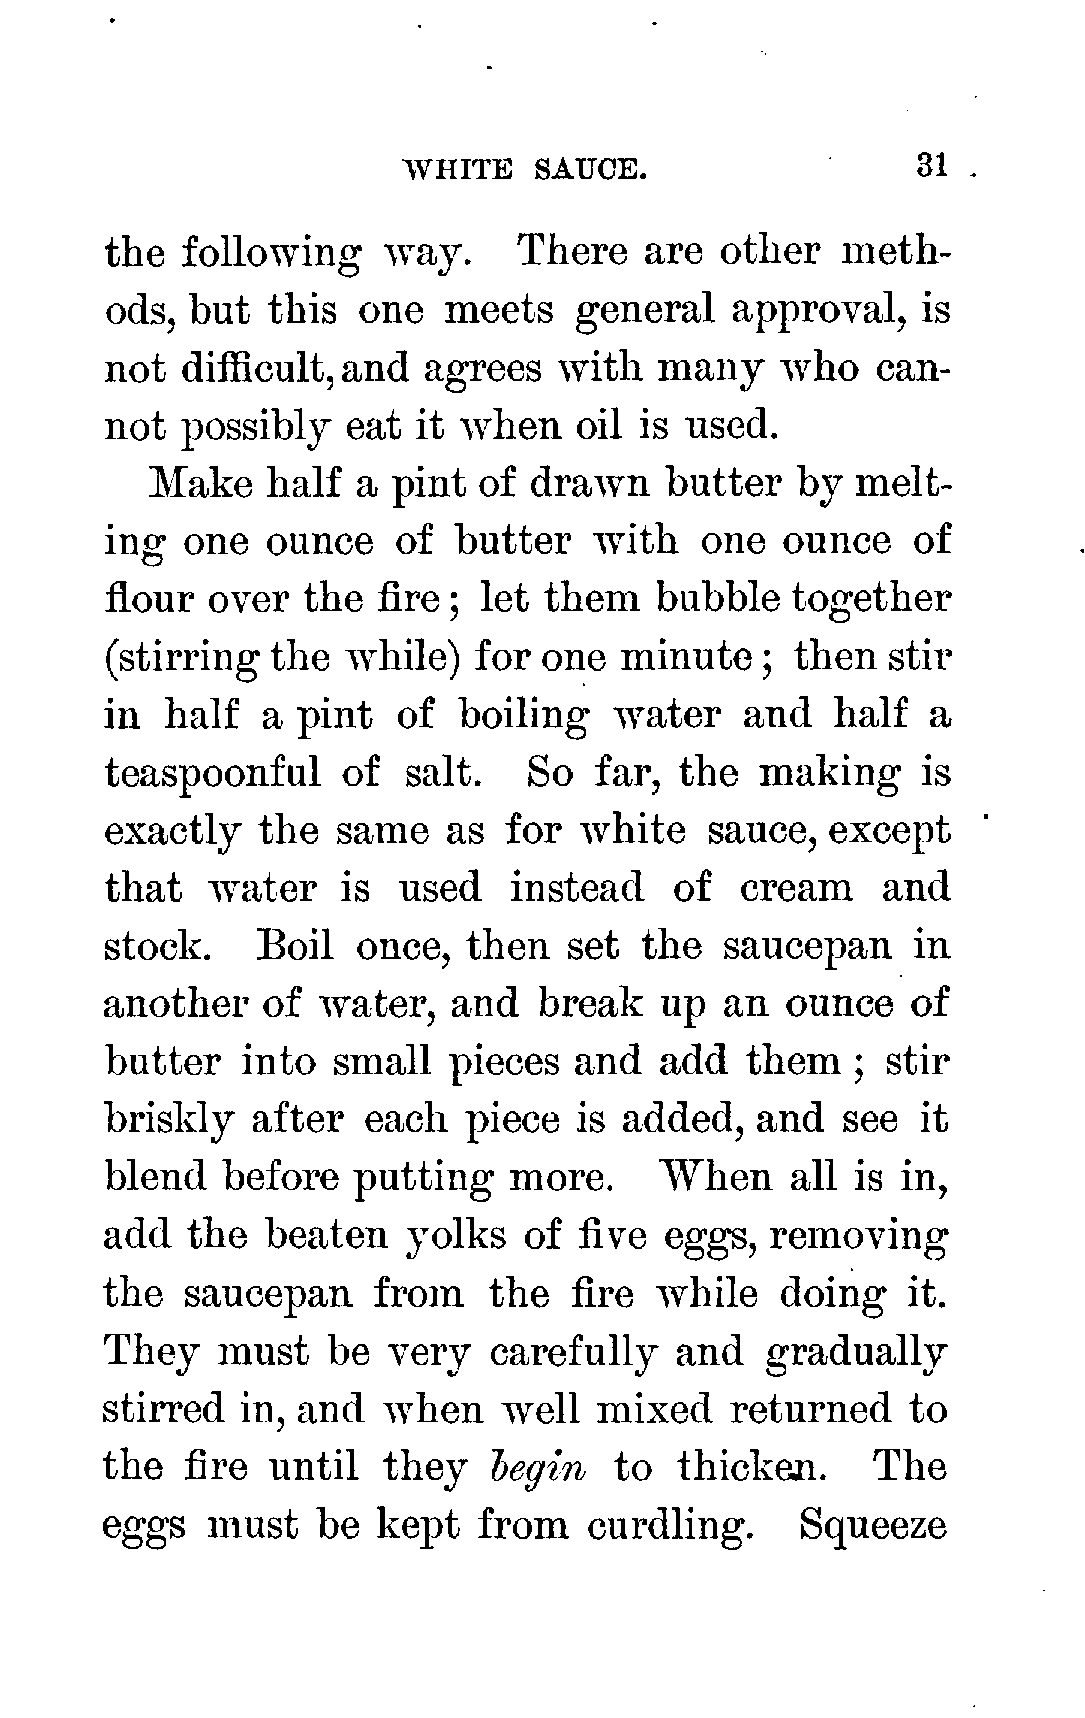 WHITE SAUCE. 31
the following way. There are other meth-
ods, but this one meets general approval, is
not difficult, and agrees with many who can-
not possibly eat it when oil is used.
Make half a pint of drawn butter by melt-
ing one ounce of butter with one ounce of
flour over the fire; let them bubble together
(stirring the while) for one minute; then stir
in half a pint of boiling water and half a
teaspoonful of salt. So far, the making is
exactly the same as for white sauce, except
that water is used instead of cream and
stock. Boil once, then set the saucepan in
another of water, and break up an ounce of
butter into small pieces and add them; stir
briskly after each piece is added, and see it
blend before putting more. When all is in,
add the beaten yolks of five eggs, removing
the saucepan from the fire while doing it.
They must be very carefully and gradually
stirred in, and when well mixed returned to
the fire until they begin to thicken. The
eggs must be kept from curdling. Squeeze